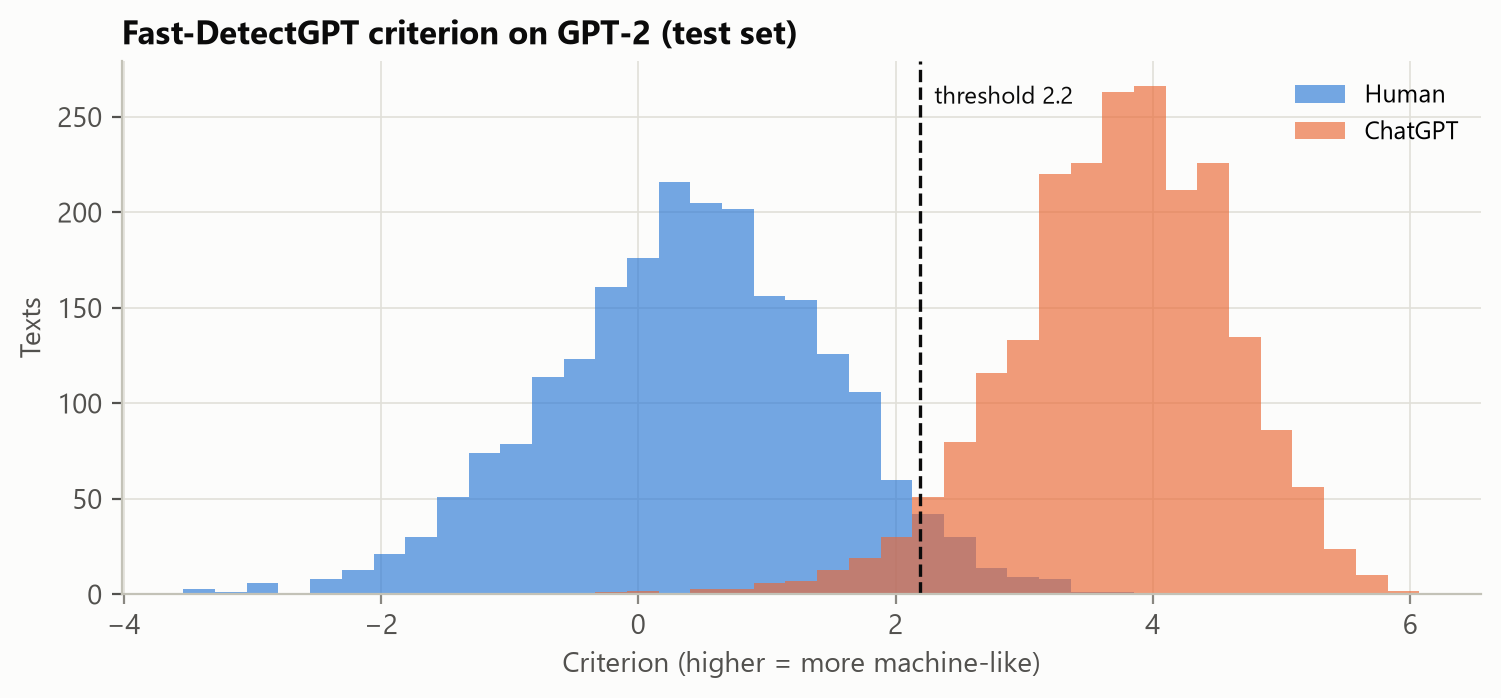 Fast-DetectGPT criterion on GPT-2 (test set)
threshold 2.2
Human
ChatGPT
250
200
150
100
50
0
Texts
−4 −2 0 2 4 6
Criterion (higher = more machine-like)